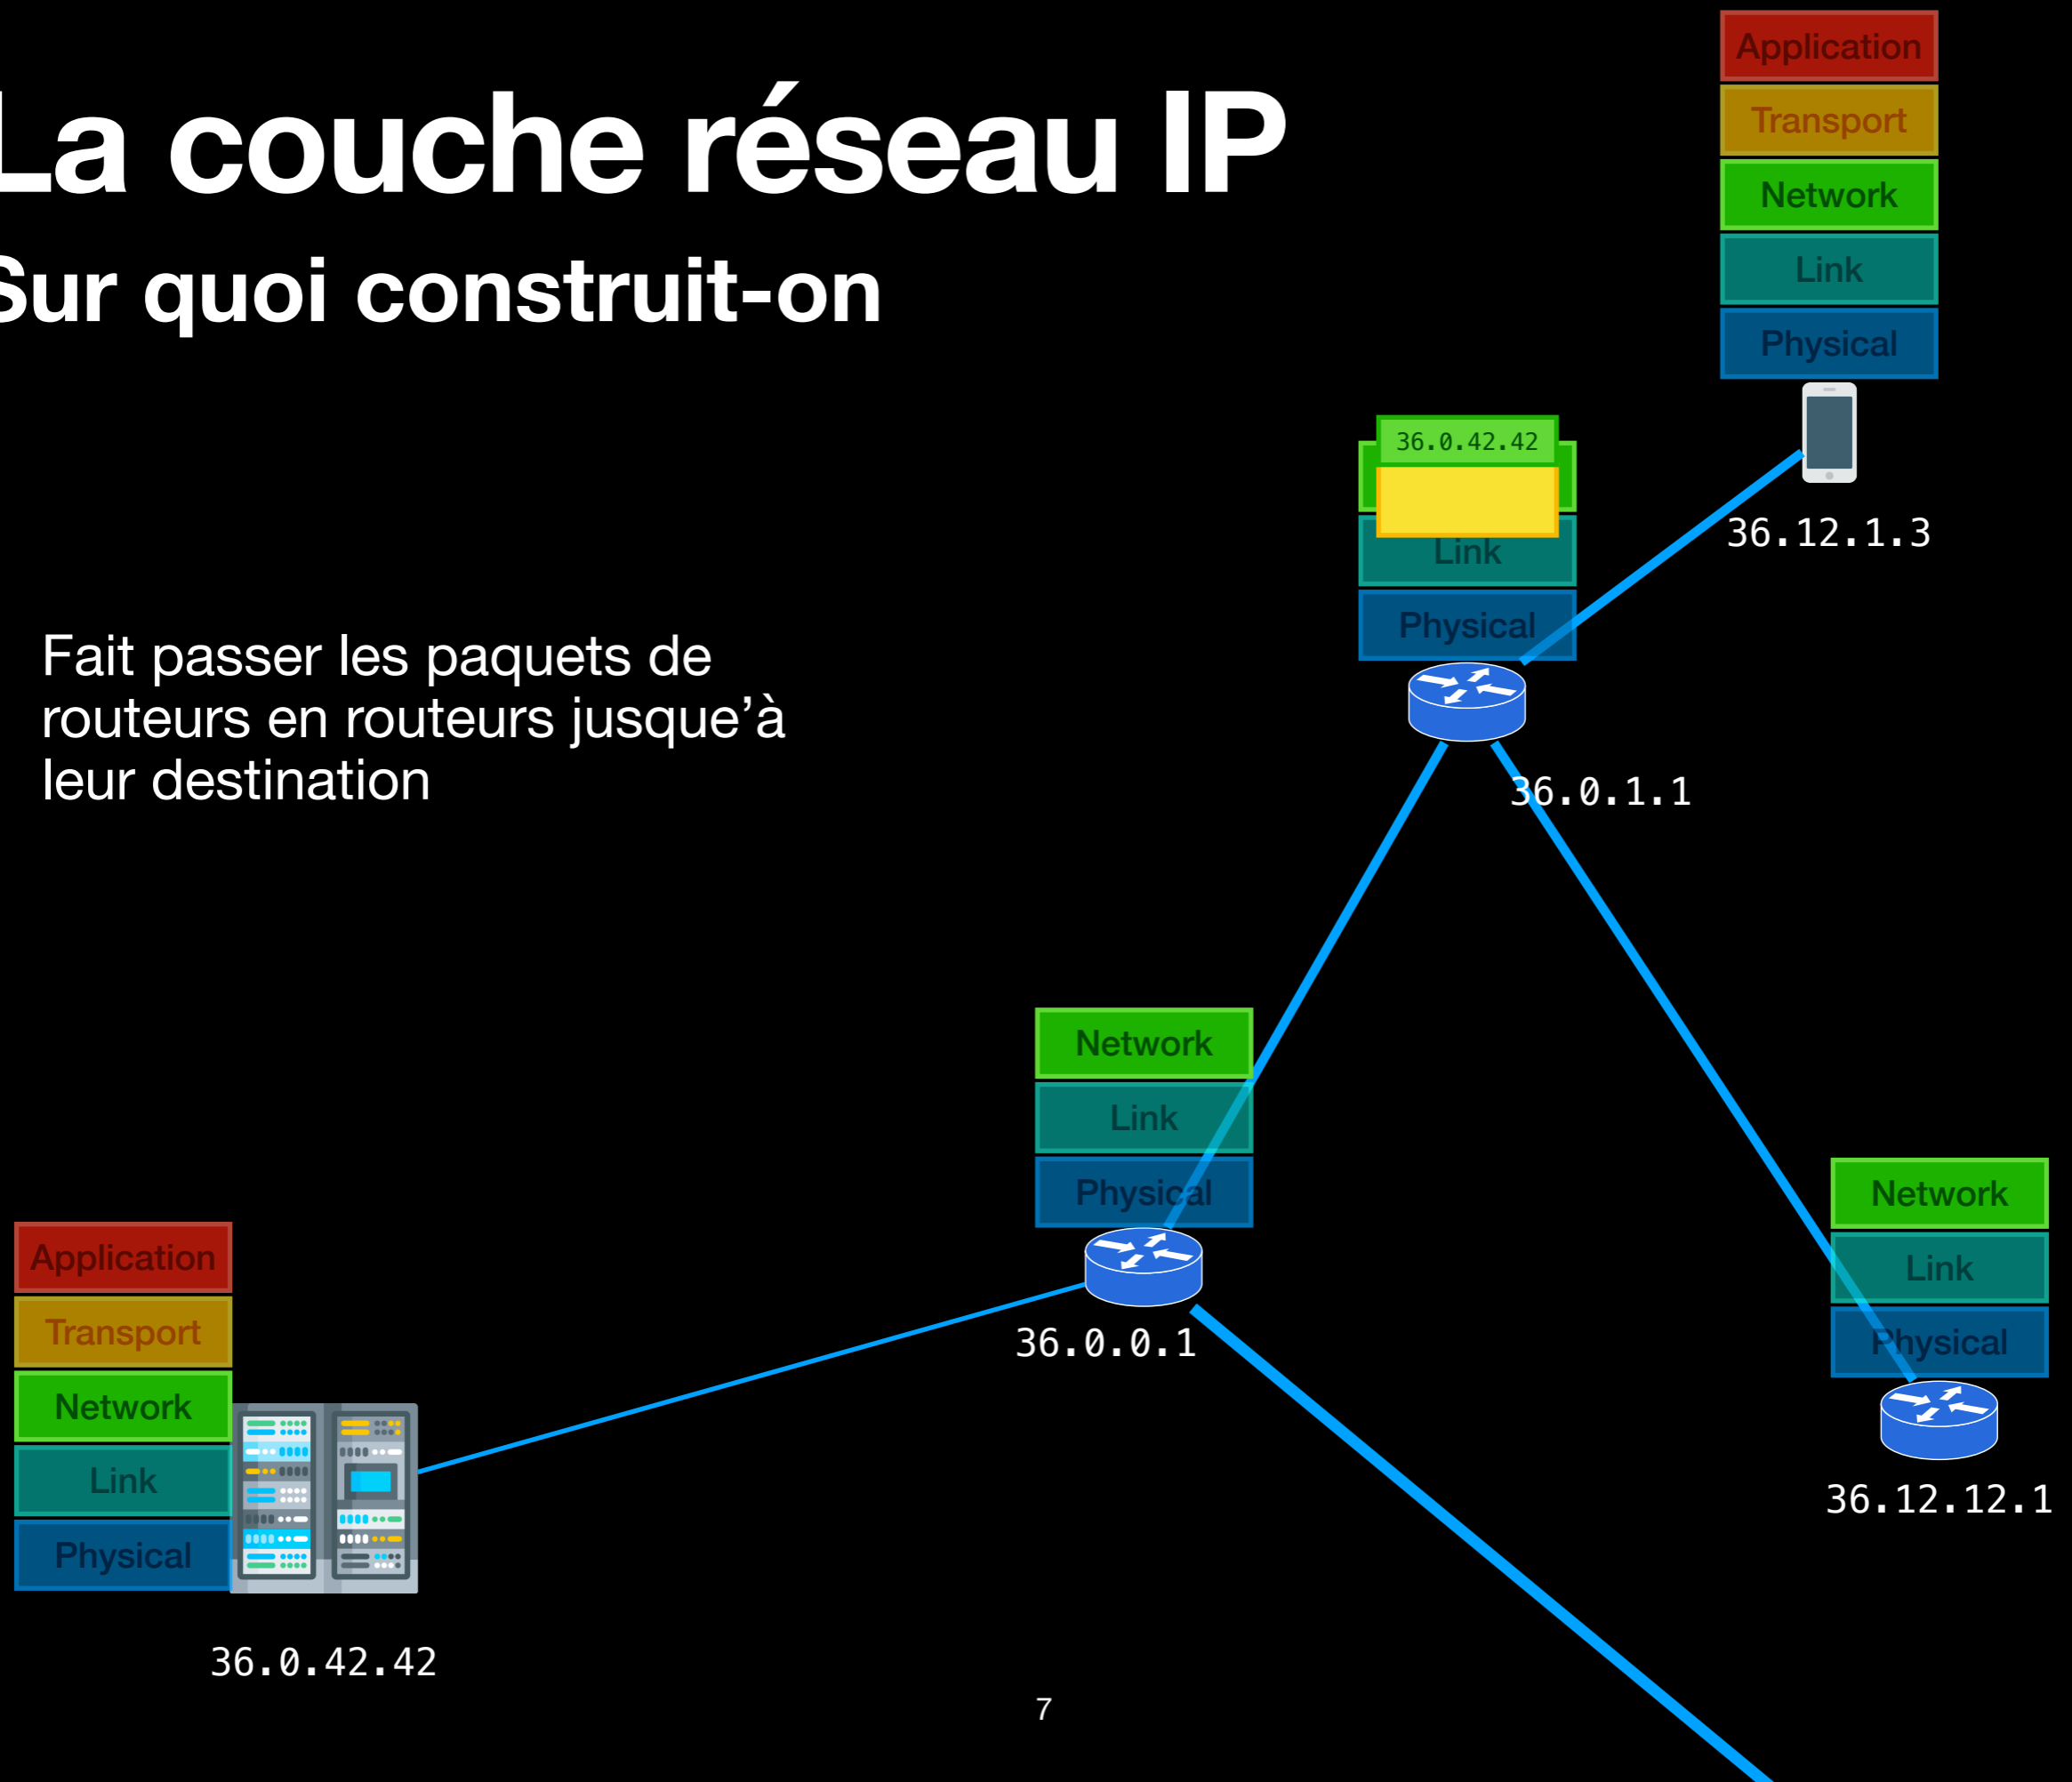 La couche réseau IP
Sur quoi construit-on
Application
Transport
Network
Link
Physical
36.12.1.3
36.0.42.42
Link
Physical
36.0.1.1
Fait passer les paquets de
routeurs en routeurs jusque’à
leur destination
Network
Link
Physical
36.0.0.1
Network
Link
Physical
36.12.12.1
Application
Transport
Network
Link
Physical
36.0.42.42
7